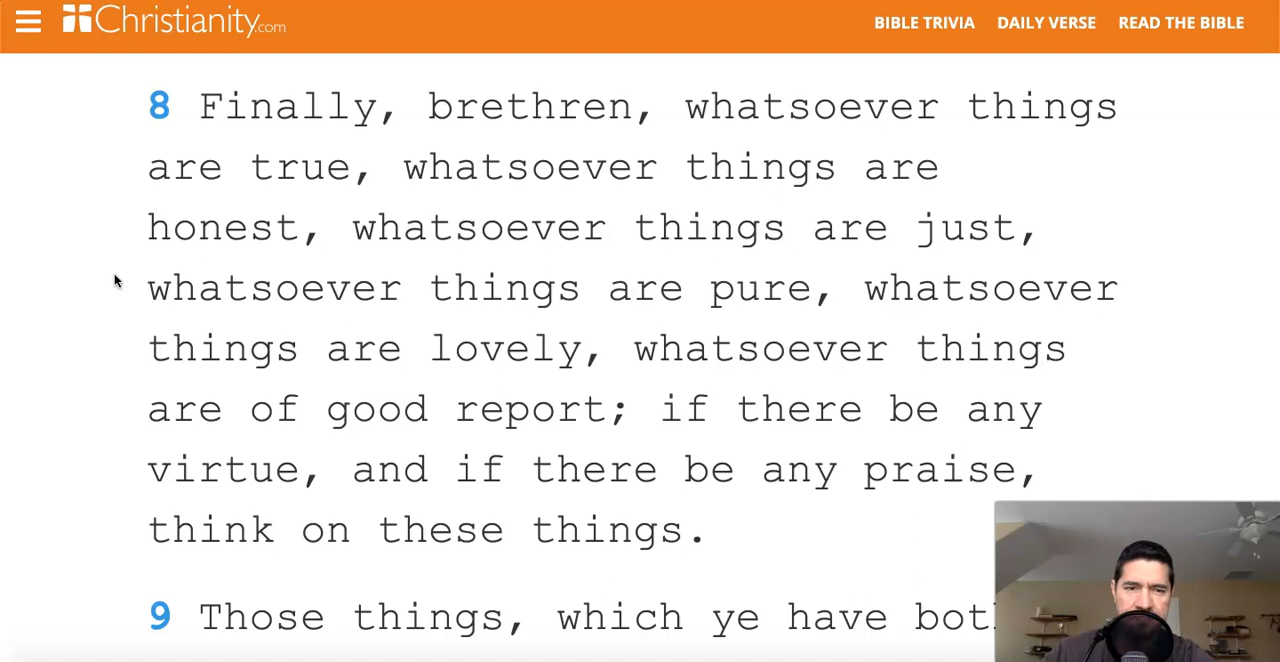 Christianity.com
BIBLE TRIVIA DAILY VERSE READ THE BIBLE
8 Finally, brethren, whatsoever things
are true, whatsoever things are
honest, whatsoever things are just,
whatsoever things are pure, whatsoever
things are lovely, whatsoever things
are of good report; if there be any
virtue, and if there be any praise,
think on these things.
9 Those things, which ye have